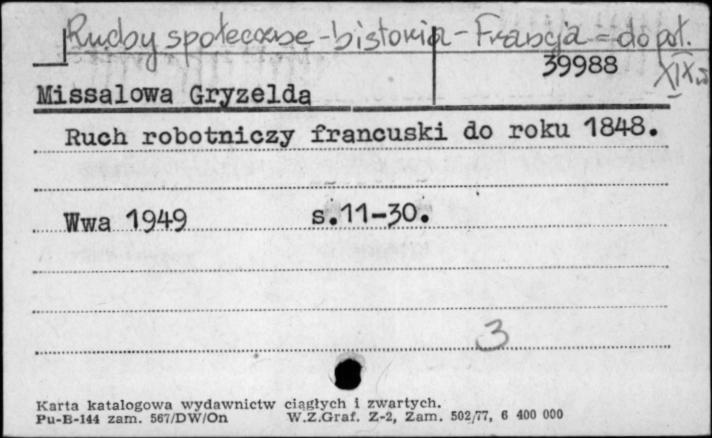 Ruchy społeczne - historia - Francja - do poł.
XIX w
39988
Missalowa Gryzelda
Ruch robotniczy francuski do roku 1848.
Wwa 1949 s.11-30.
3
Karta katalogowa wydawnictw ciągłych i zwartych.
Pu-B-144 zam. 567/DW/On W.Z.Graf. Z-2, Zam. 502/77, 6 400 000